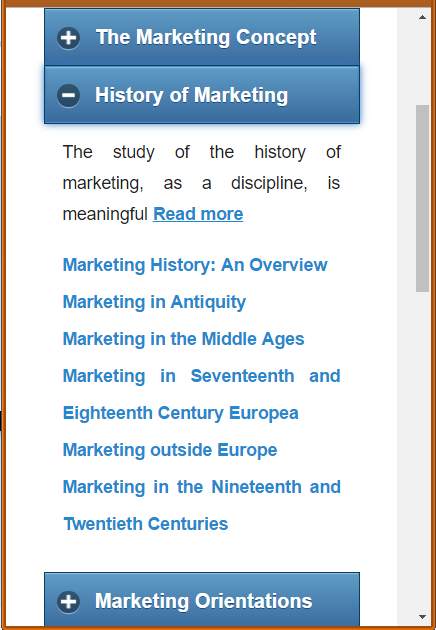 The Marketing Concept
History of Marketing
The study of the history of
marketing, as a discipline, is
meaningful Read more
Marketing History: An Overview
Marketing in Antiquity
Marketing in the Middle Ages
Marketing in Seventeenth and
Eighteenth Century Europea
Marketing outside Europe
Marketing in the Nineteenth and
Twentieth Centuries
Marketing Orientations